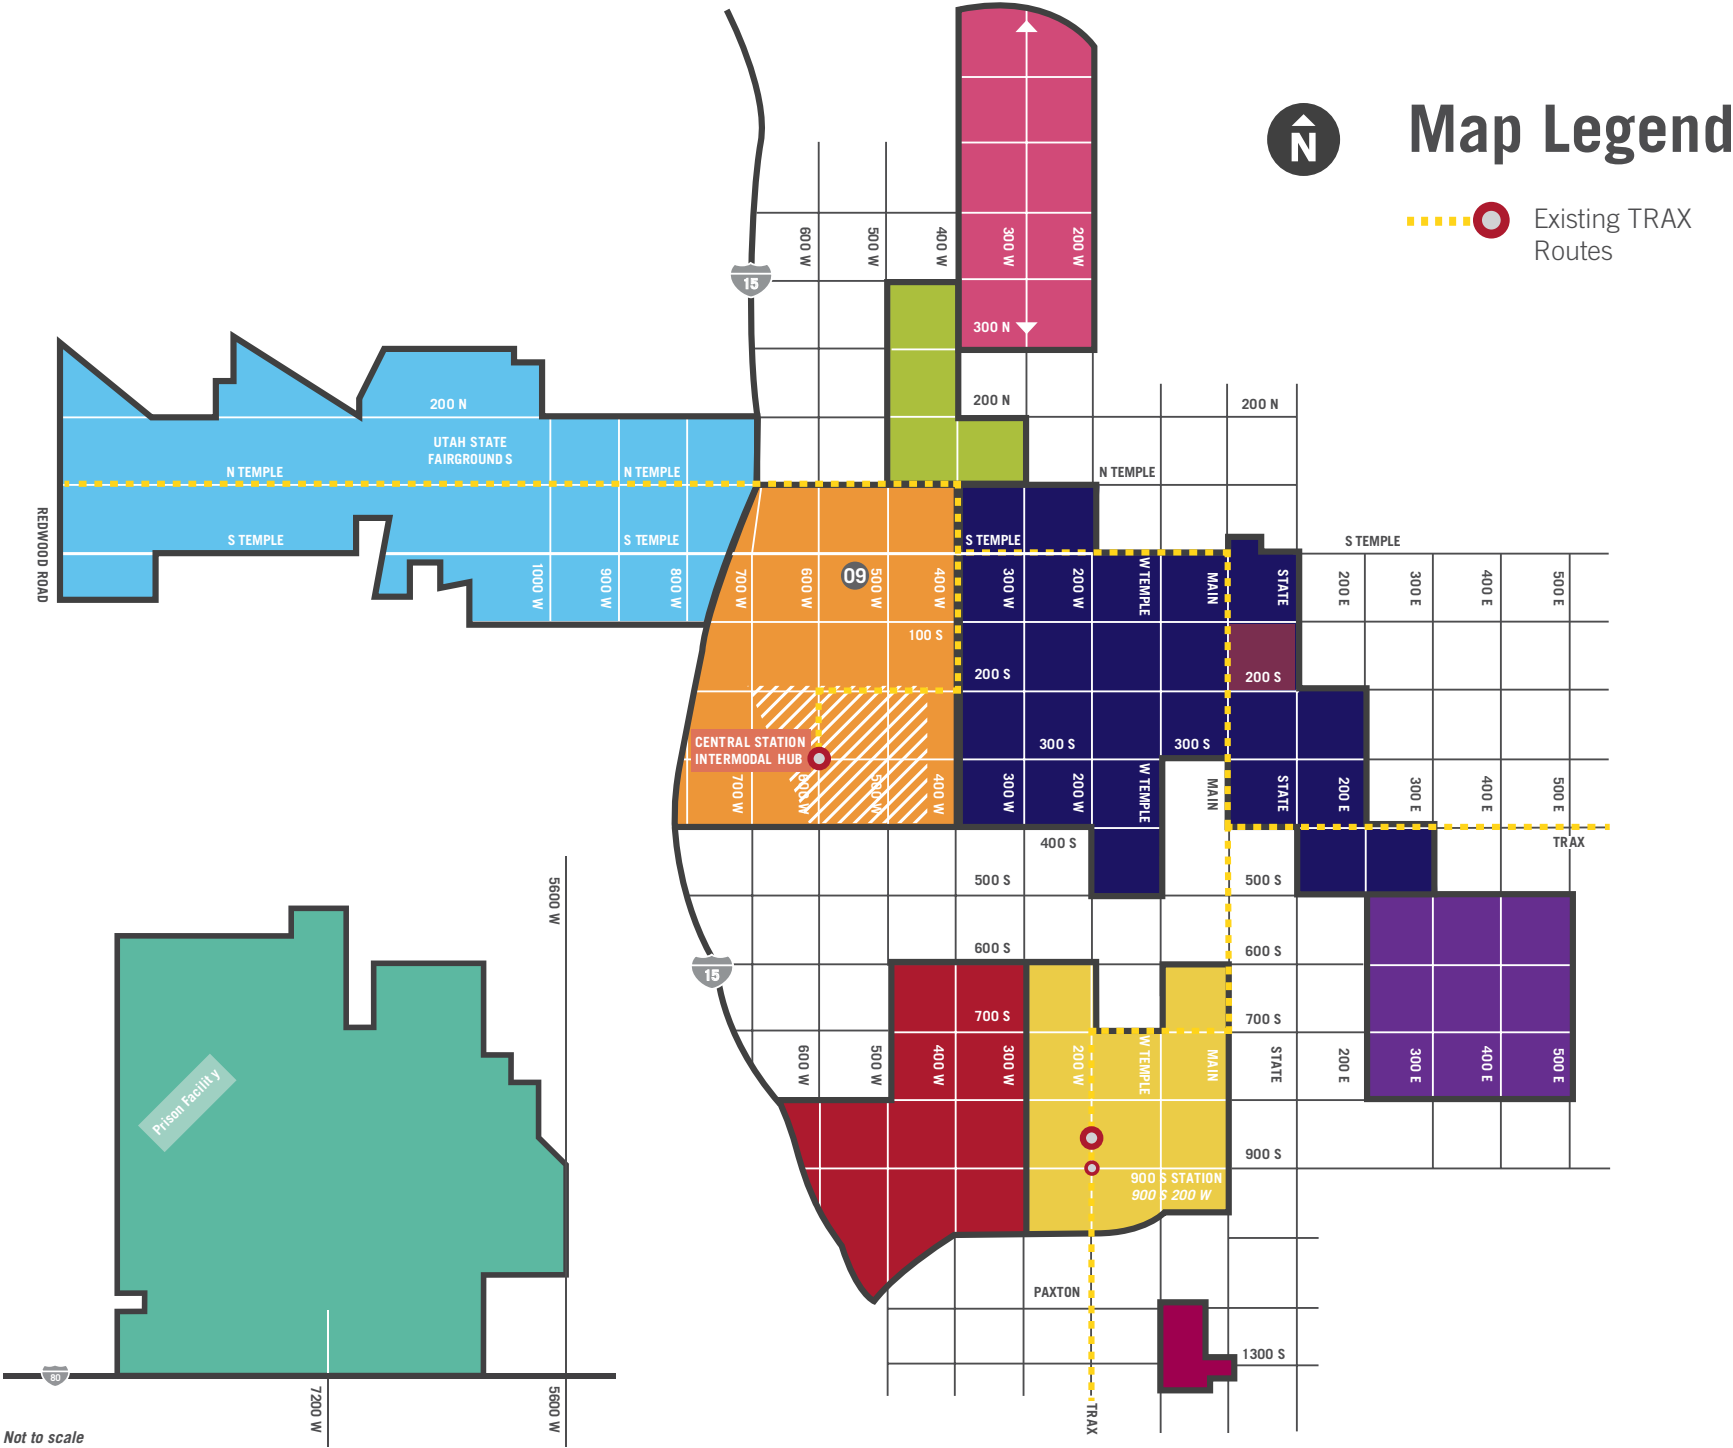 Map Legend
N
Existing TRAX
Routes
600 W
500 W
400 W
300 W
200 W
15
300 N
200 N
200 N
200 N
UTAH STATE
FAIRGROUNDS
N TEMPLE
N TEMPLE
N TEMPLE
REDWOOD ROAD
S TEMPLE
S TEMPLE
S TEMPLE
S TEMPLE
1000 W
900 W
800 W
700 W
600 W
09
500 W
400 W
300 W
200 W
W TEMPLE
MAIN
STATE
200 E
300 E
400 E
500 E
100 S
200 S
200 S
CENTRAL STATION
INTERMODAL HUB
300 S
300 S
700 W
600 W
500 W
400 W
300 W
200 W
W TEMPLE
MAIN
STATE
200 E
300 E
400 E
500 E
400 S
TRAX
500 S
500 S
5600 W
600 S
600 S
15
700 S
700 S
600 W
500 W
400 W
300 W
200 W
W TEMPLE
MAIN
STATE
200 E
300 E
400 E
500 E
Prison Facility
900 S
900 S STATION
900 S 200 W
PAXTON
1300 S
80
7200 W
5600 W
TRAX
Not to scale